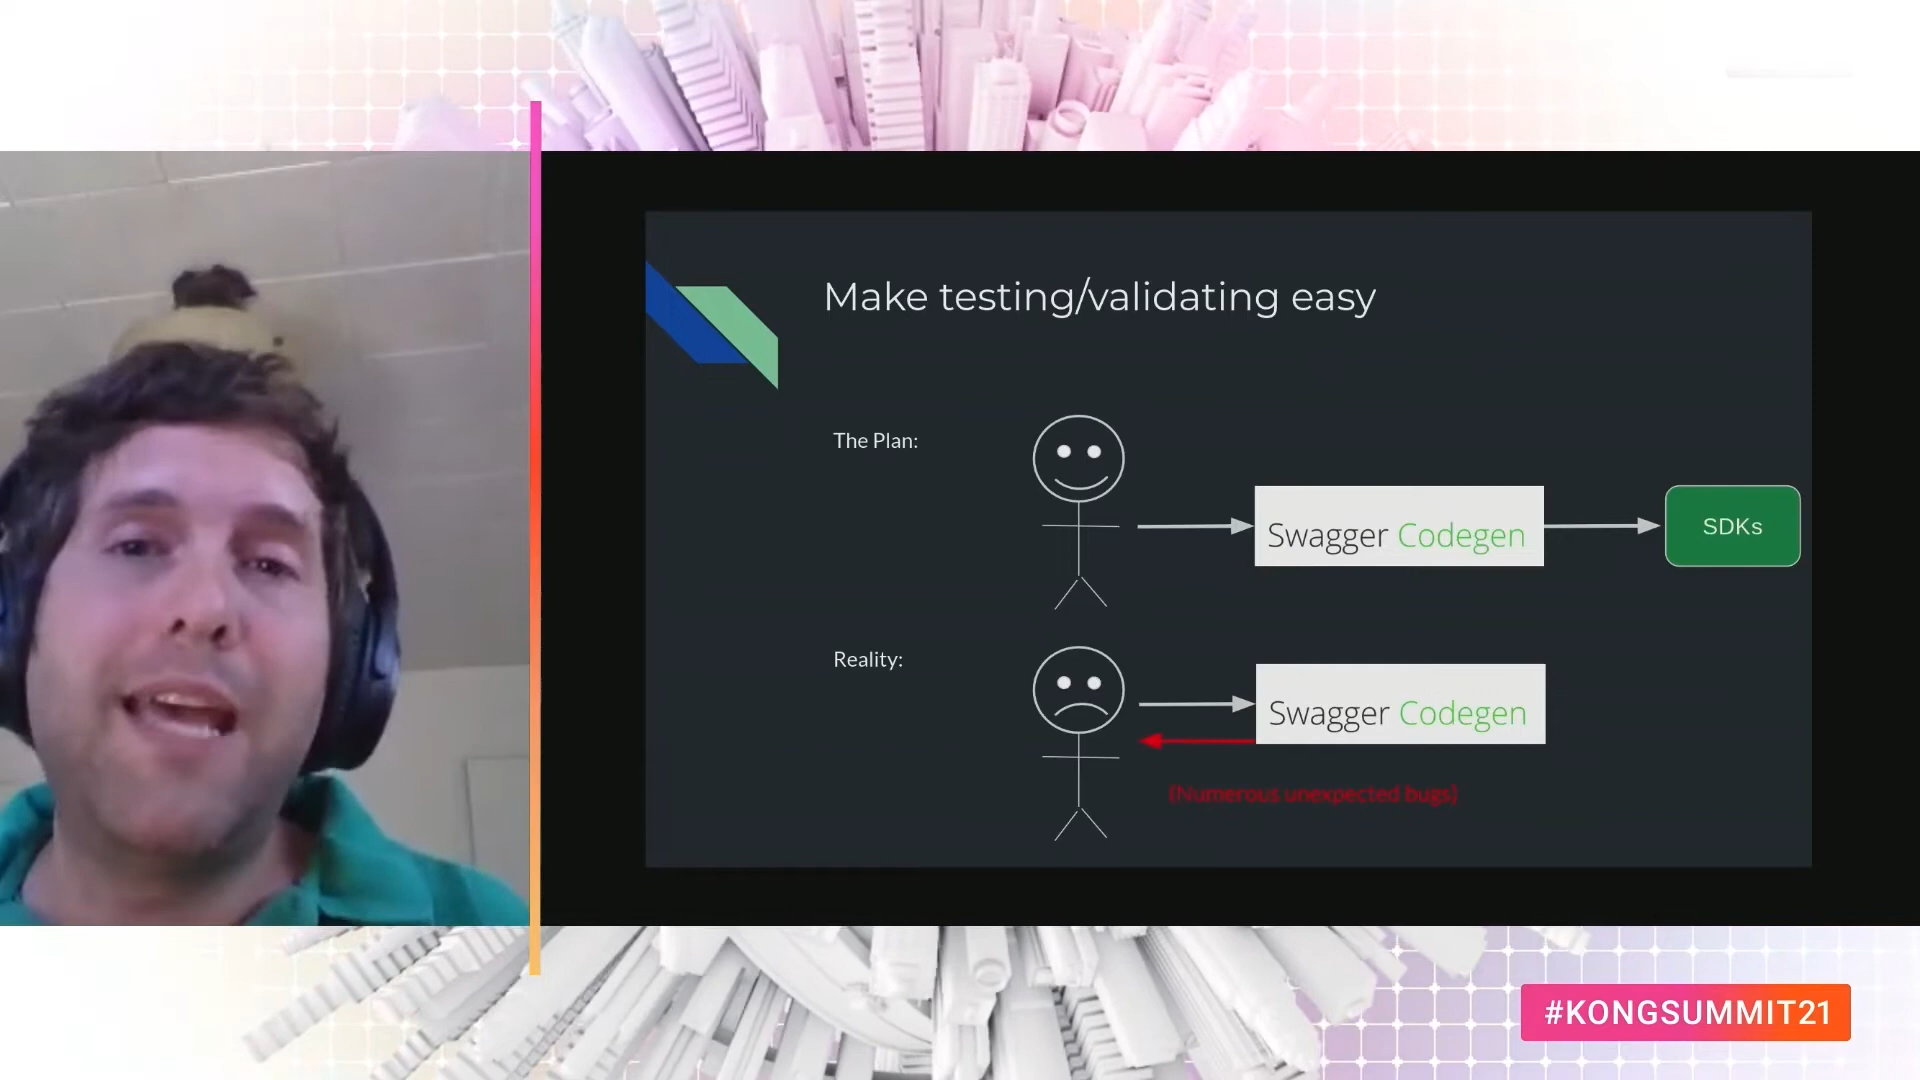 Make testing/validating easy
The Plan:
Swagger Codegen
SDKs
Reality:
Swagger Codegen
(Numerous unexpected bugs)
#KONGSUMMIT21